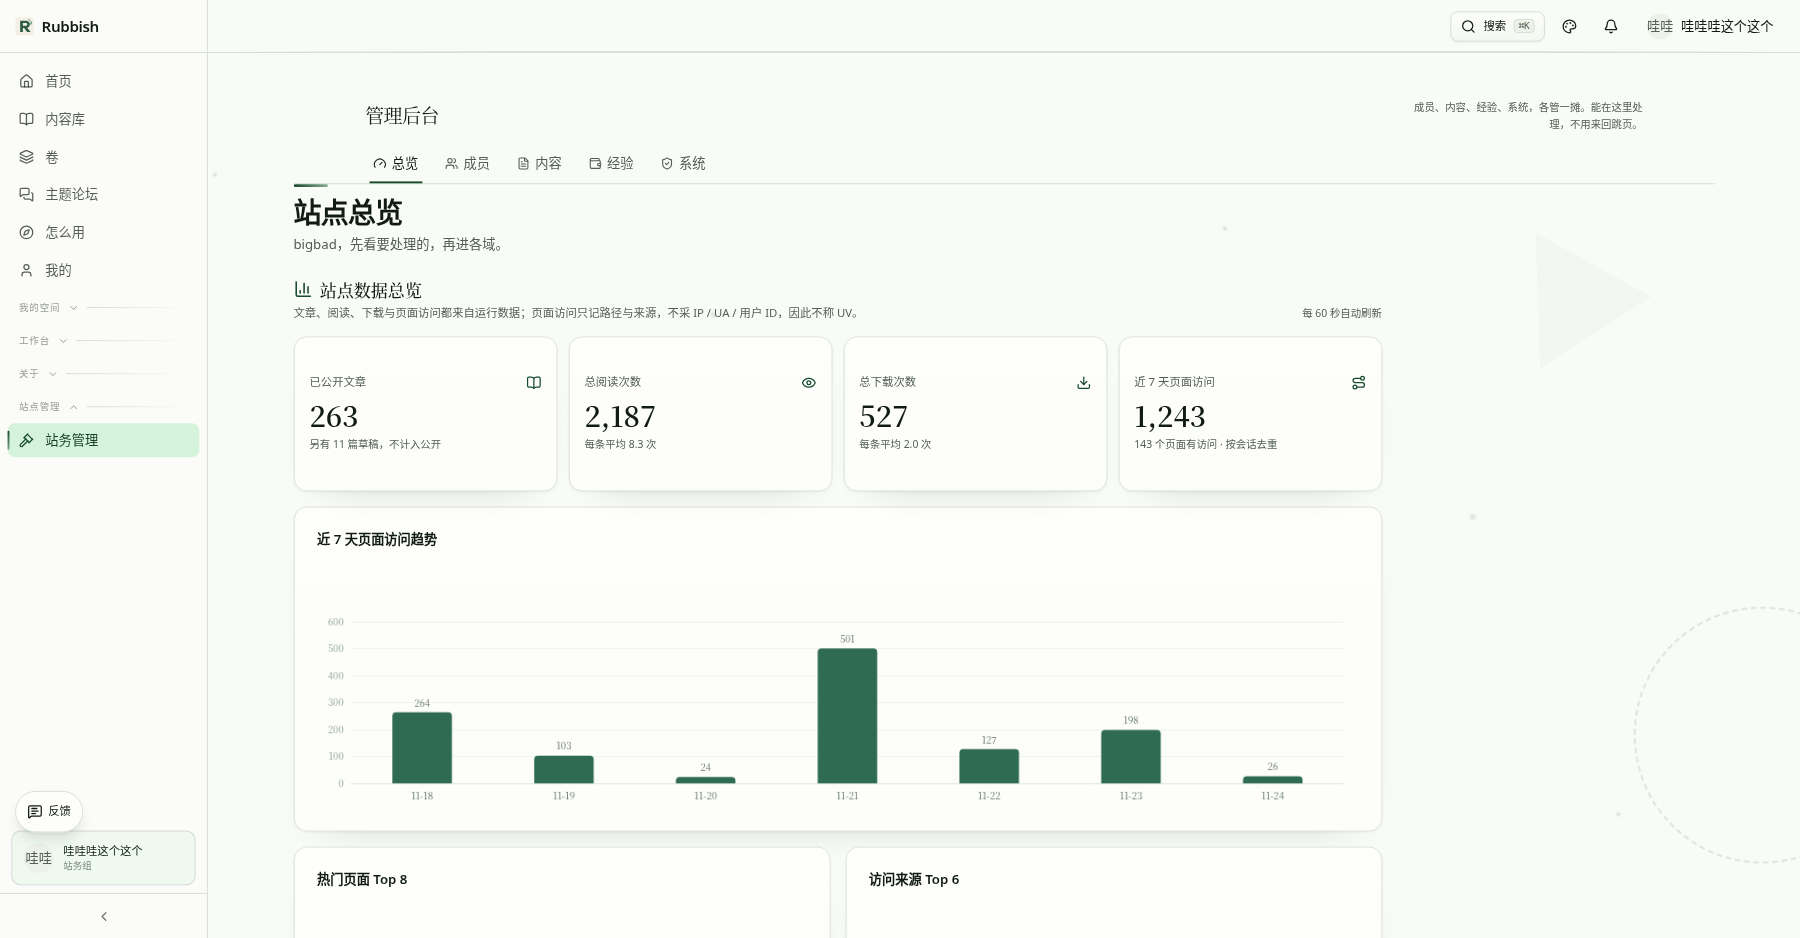 Rubbish
搜索 ⌘K
哇哇 哇哇哇这个这个
首页
内容库
卷
主题论坛
怎么用
我的
我的空间
工作台
关于
站点管理
站务管理
反馈
哇哇
哇哇哇这个这个
站务组
管理后台
成员、内容、经验、系统，各管一摊。能在这里处
理，不用来回跳页。
总览 成员 内容 经验 系统
站点总览
bigbad，先看要处理的，再进各域。
站点数据总览
文章、阅读、下载与页面访问都来自运行数据；页面访问只记路径与来源，不采 IP / UA / 用户 ID，因此不称 UV。
每 60 秒自动刷新
已公开文章
263
另有 11 篇草稿，不计入公开
总阅读次数
2,187
每条平均 8.3 次
总下载次数
527
每条平均 2.0 次
近 7 天页面访问
1,243
143 个页面有访问 · 按会话去重
近 7 天页面访问趋势
600
500
400
300
200
100
0
264
103
24
501
127
198
26
11-18 11-19 11-20 11-21 11-22 11-23 11-24
热门页面 Top 8
访问来源 Top 6